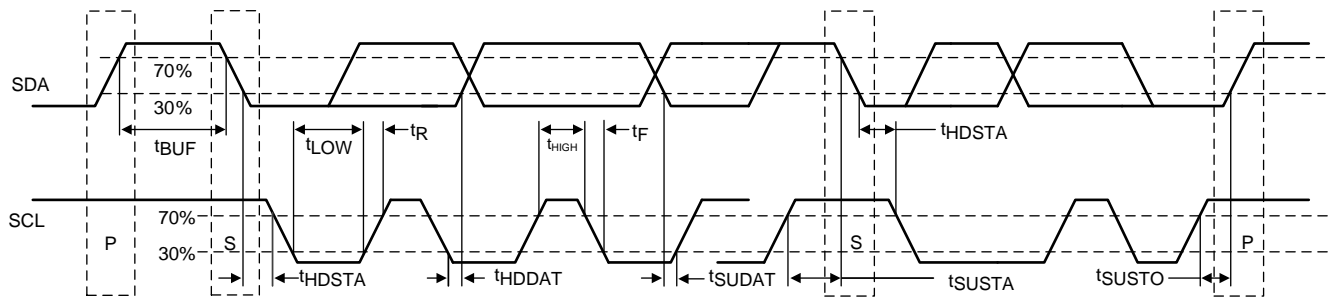 SDA
70%
30%
tBUF
tLOW
tR
tHIGH
tF
tHDSTA
SCL
70%
30%
P
S
S
P
tHDSTA
tHDDAT
tSUDAT
tSUSTA
tSUSTO